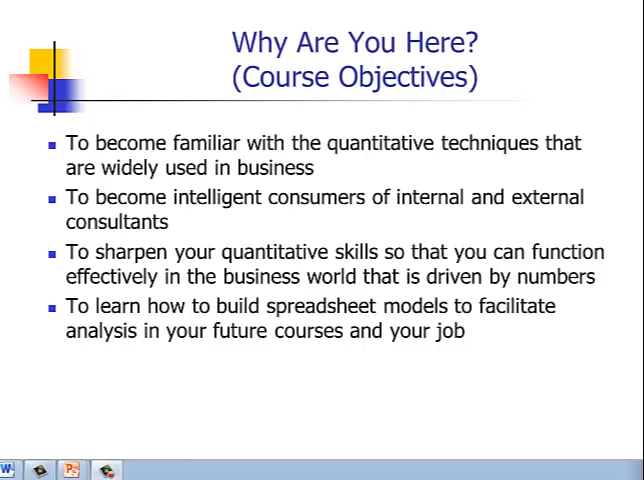 Why Are You Here?
(Course Objectives)
To become familiar with the quantitative techniques that
are widely used in business
To become intelligent consumers of internal and external
consultants
To sharpen your quantitative skills so that you can function
effectively in the business world that is driven by numbers
To learn how to build spreadsheet models to facilitate
analysis in your future courses and your job